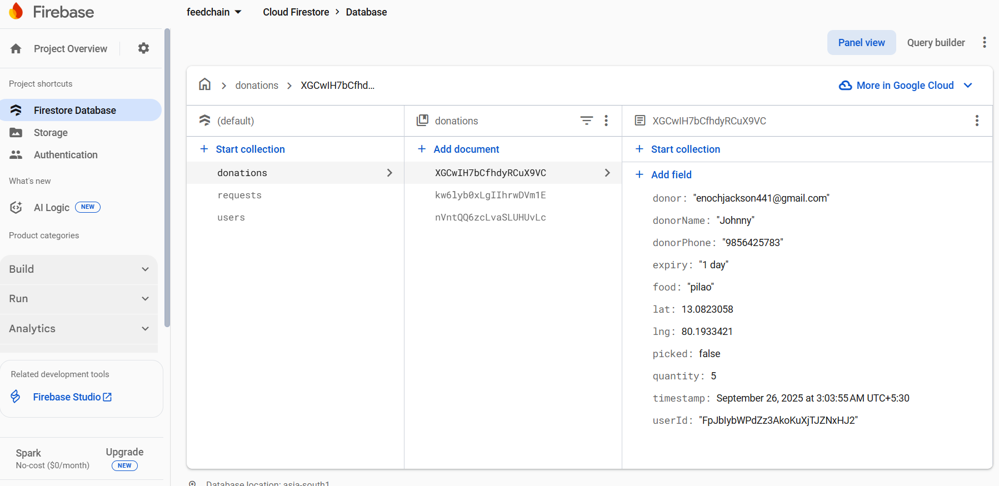 Firebase
feedchain
Cloud Firestore > Database
Project Overview
Panel view
Query builder
Project shortcuts
donations
XGCwIH7bCfhd...
More in Google Cloud
Firestore Database
Storage
Authentication
What's new
AI Logic NEW
Product categories
Build
Run
Analytics
Related development tools
Firebase Studio
Spark
No-cost ($0/month)
Upgrade
NEW
(default)
+ Start collection
donations
requests
users
donations
+ Add document
XGCwIH7bCfhdyRCuX9VC
kw6lyb0xLgIIhrwDVm1E
nVntQQ6zcLvaSLUHUvLc
XGCwIH7bCfhdyRCuX9VC
+ Start collection
+ Add field
donor: "enochjackson441@gmail.com"
donorName: "Johnny"
donorPhone: "9856425783"
expiry: "1 day"
food: "pilao"
lat: 13.0823058
lng: 80.1933421
picked: false
quantity: 5
timestamp: September 26, 2025 at 3:03:55 AM UTC+5:30
userId: "FpJbIybWPdZz3AkoKuXjTJZNxHJ2"
Database location: asia-south1